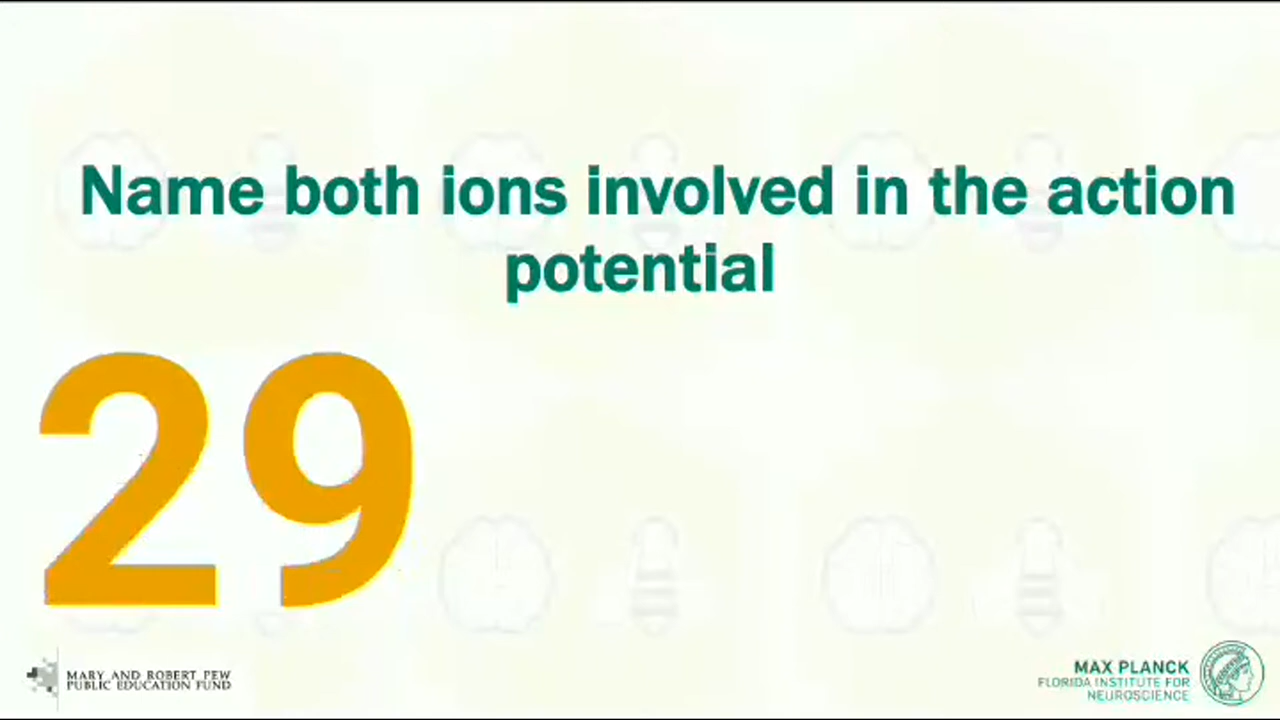 Name both ions involved in the action
potential
29
MARY AND ROBERT PEW
PUBLIC EDUCATION FUND
MAX PLANCK
FLORIDA INSTITUTE FOR
NEUROSCIENCE